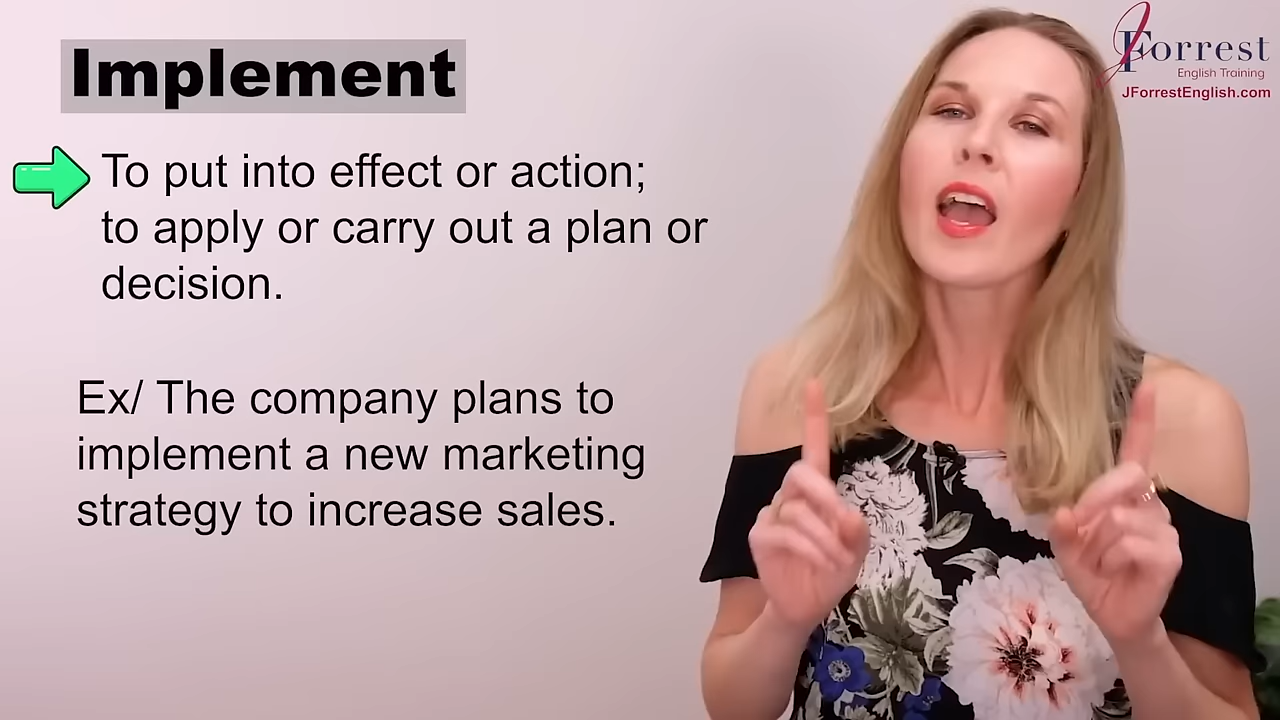 Implement
To put into effect or action;
to apply or carry out a plan or
decision.
Ex/ The company plans to
implement a new marketing
strategy to increase sales.
JForrest
English Training
JForrestEnglish.com